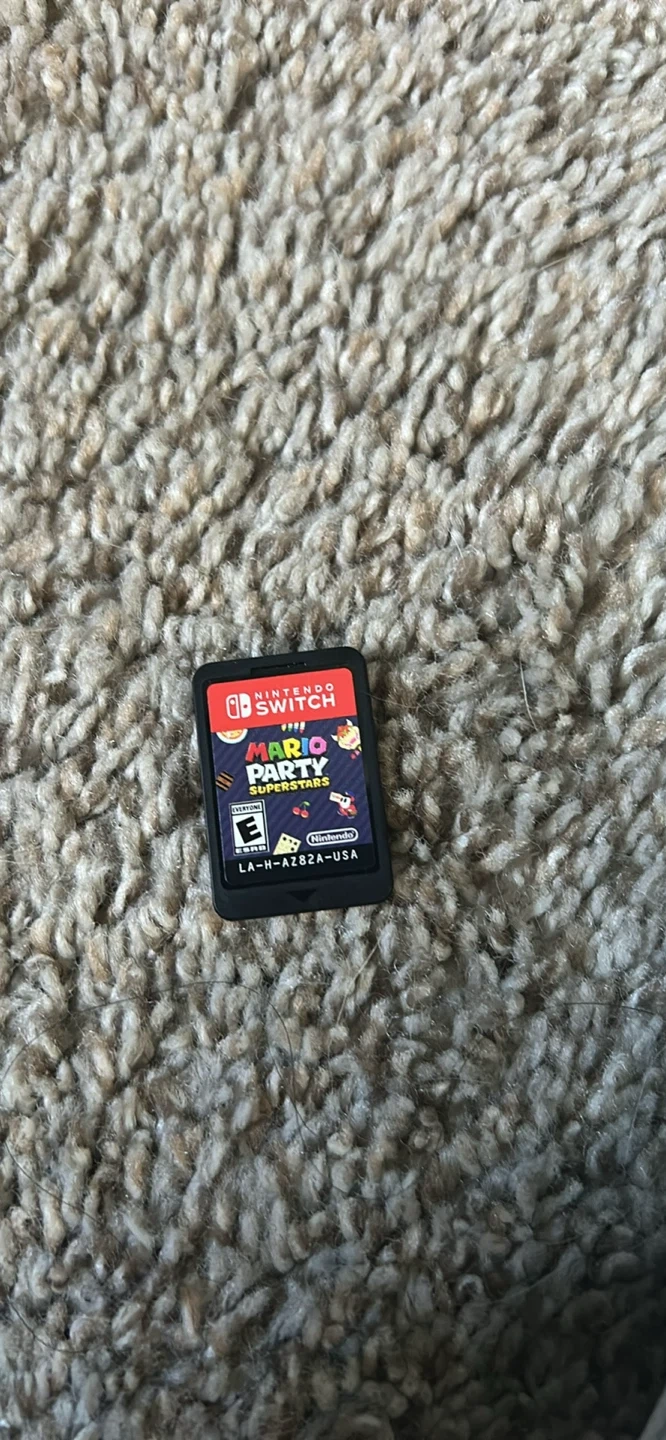 NINTENDO
SWITCH
MARIO
PARTY
SUPERSTARS
EVERYONE
E
ESRB
Nintendo
LA-H-AZ82A-USA